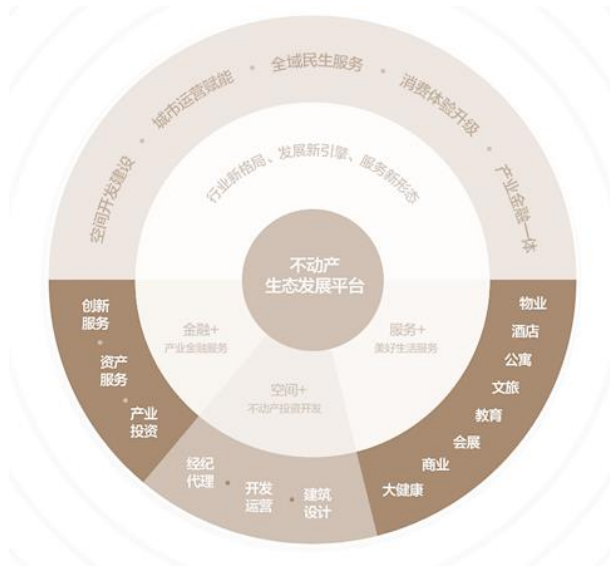 空间开发建设 • 城市运营赋能 • 全域民生服务 • 消费体验升级 • 产业金融一体
行业新格局、发展新引擎、服务新形态
不动产
生态发展平台
金融+
产业金融服务
服务+
美好生活服务
空间+
不动产投资开发
创新
服务
•
资产
服务
•
产业
投资
经纪
代理
•
开发
运营
•
建筑
设计
物业
酒店
公寓
文旅
教育
会展
商业
大健康